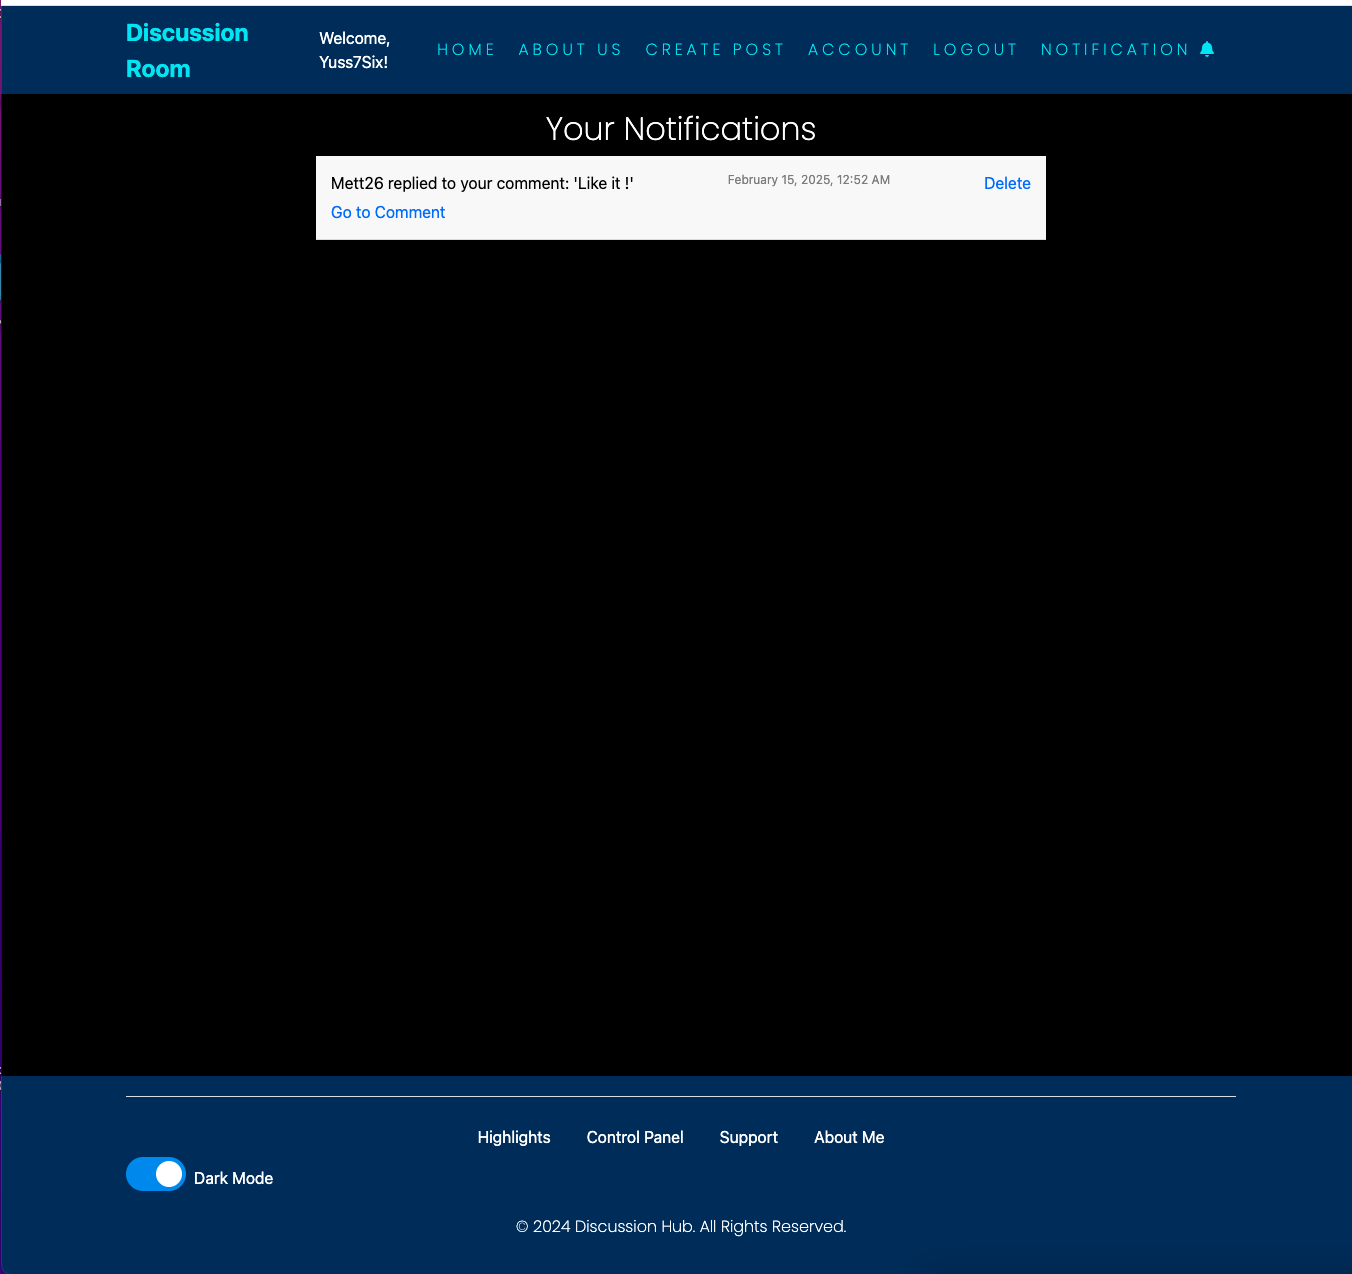 Discussion
Room
Welcome,
Yuss7Six!
HOME ABOUT US CREATE POST ACCOUNT LOGOUT NOTIFICATION
Your Notifications
Mett26 replied to your comment: 'Like it !' February 15, 2025, 12:52 AM Delete
Go to Comment
Highlights Control Panel Support About Me
Dark Mode
© 2024 Discussion Hub. All Rights Reserved.